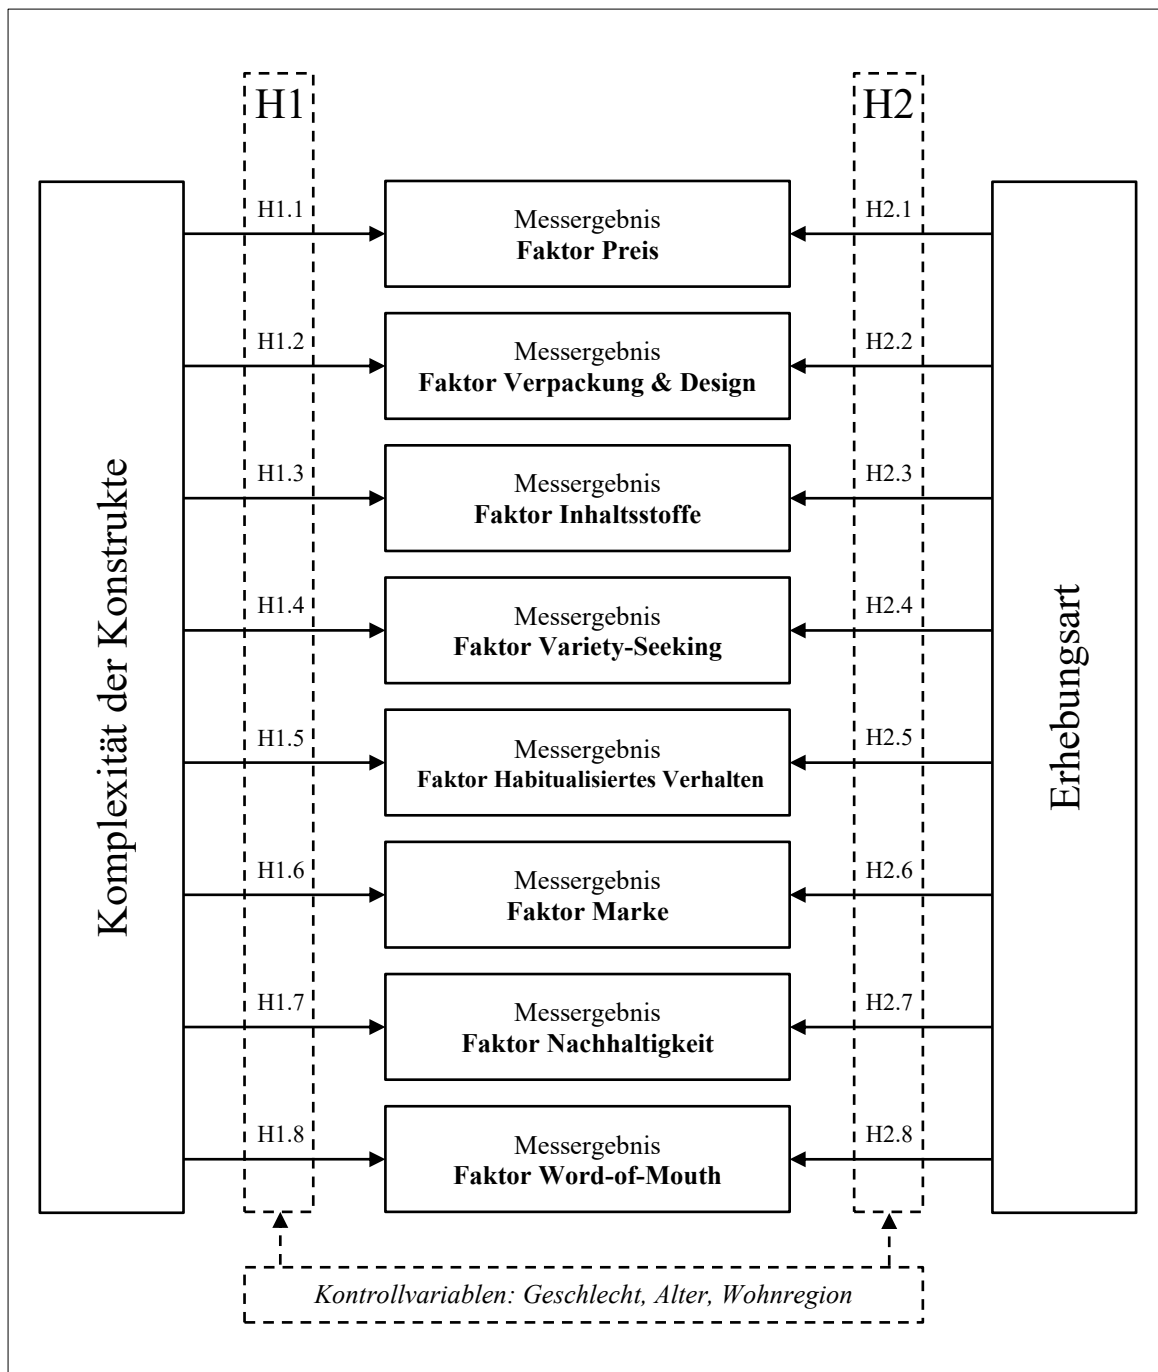 H1
H2
Komplexität der Konstrukte
Erhebungsart
H1.1
Messergebnis
Faktor Preis
H2.1
H1.2
Messergebnis
Faktor Verpackung & Design
H2.2
H1.3
Messergebnis
Faktor Inhaltsstoffe
H2.3
H1.4
Messergebnis
Faktor Variety-Seeking
H2.4
H1.5
Messergebnis
Faktor Habitualisiertes Verhalten
H2.5
H1.6
Messergebnis
Faktor Marke
H2.6
H1.7
Messergebnis
Faktor Nachhaltigkeit
H2.7
H1.8
Messergebnis
Faktor Word-of-Mouth
H2.8
Kontrollvariablen: Geschlecht, Alter, Wohnregion